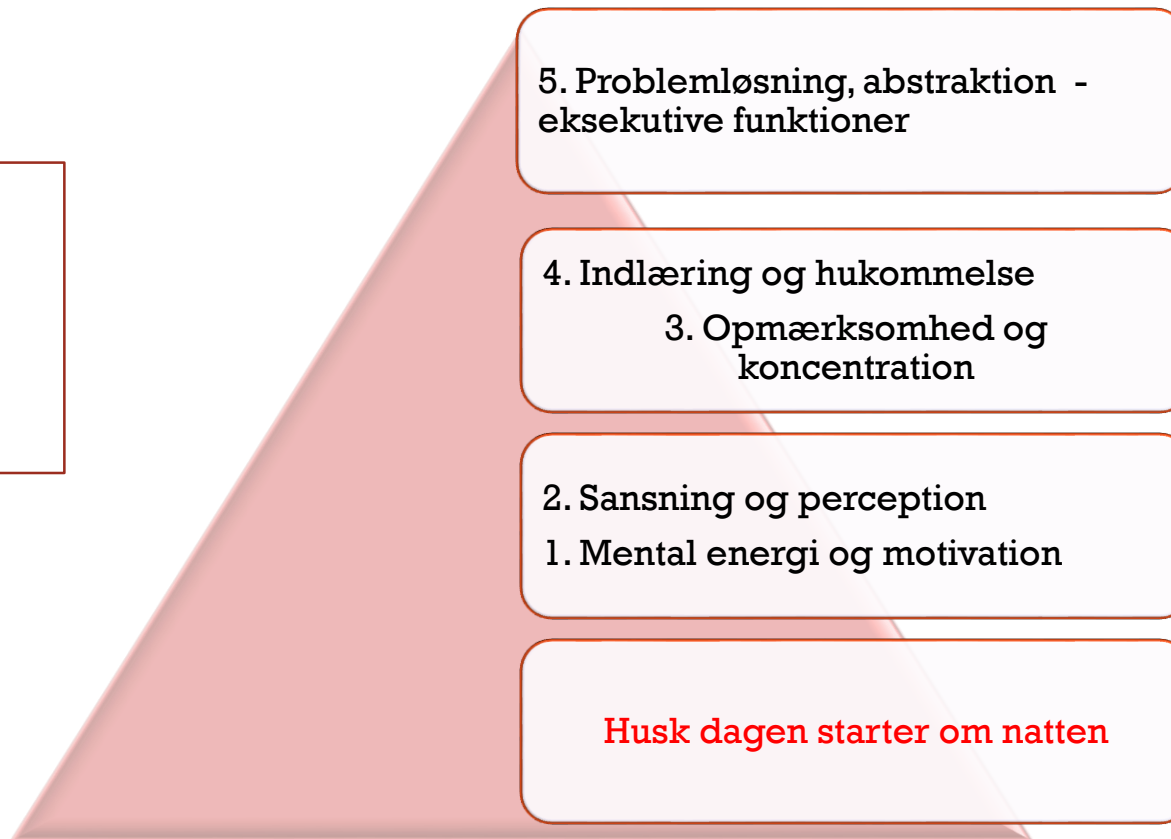 5. Problemløsning, abstraktion -
eksekutive funktioner
4. Indlæring og hukommelse
3. Opmærksomhed og
koncentration
2. Sansning og perception
1. Mental energi og motivation
Husk dagen starter om natten